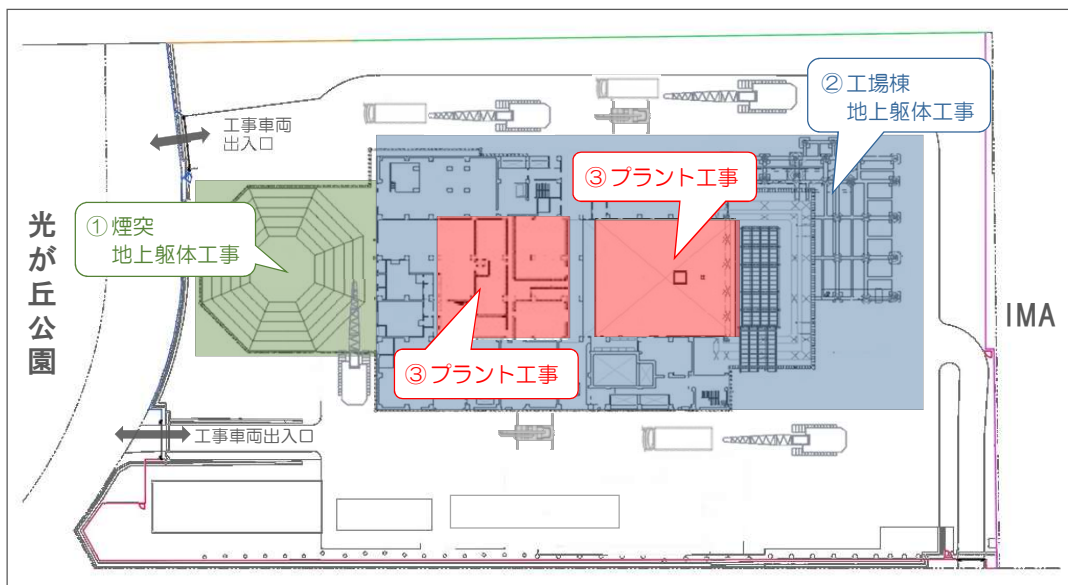 ② 工場棟
地上躯体工事
工事車両
出入口
③ プラント工事
① 煙突
地上躯体工事
光が丘公園
IMA
③ プラント工事
工事車両出入口